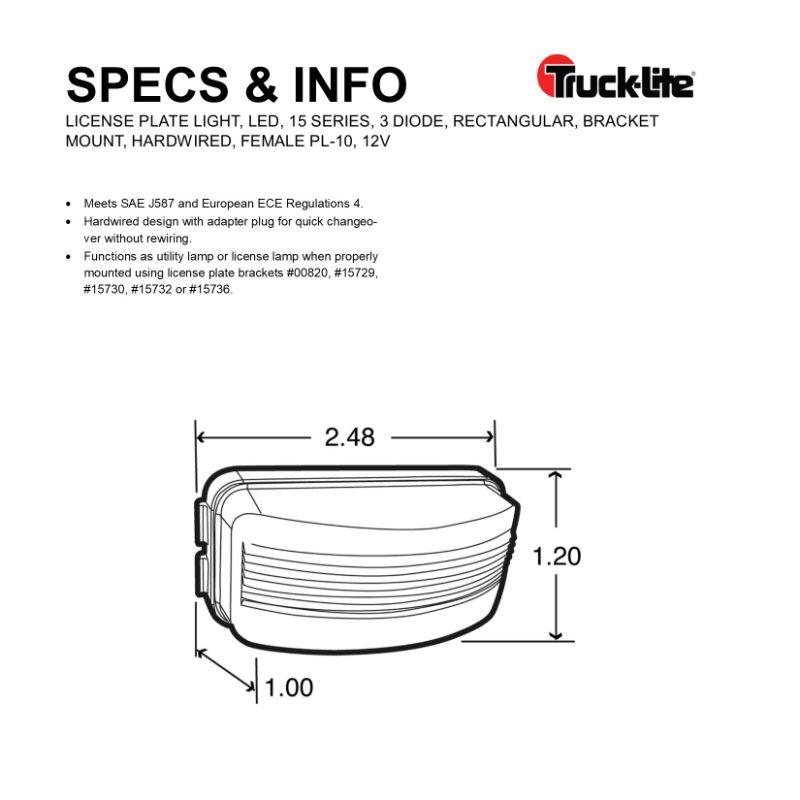 SPECS & INFO
Truck-Lite®
LICENSE PLATE LIGHT, LED, 15 SERIES, 3 DIODE, RECTANGULAR, BRACKET
MOUNT, HARDWIRED, FEMALE PL-10, 12V
• Meets SAE J587 and European ECE Regulations 4.
• Hardwired design with adapter plug for quick changeo-
ver without rewiring.
• Functions as utility lamp or license lamp when properly
mounted using license plate brackets #00820, #15729,
#15730, #15732 or #15736.
2.48
1.20
1.00